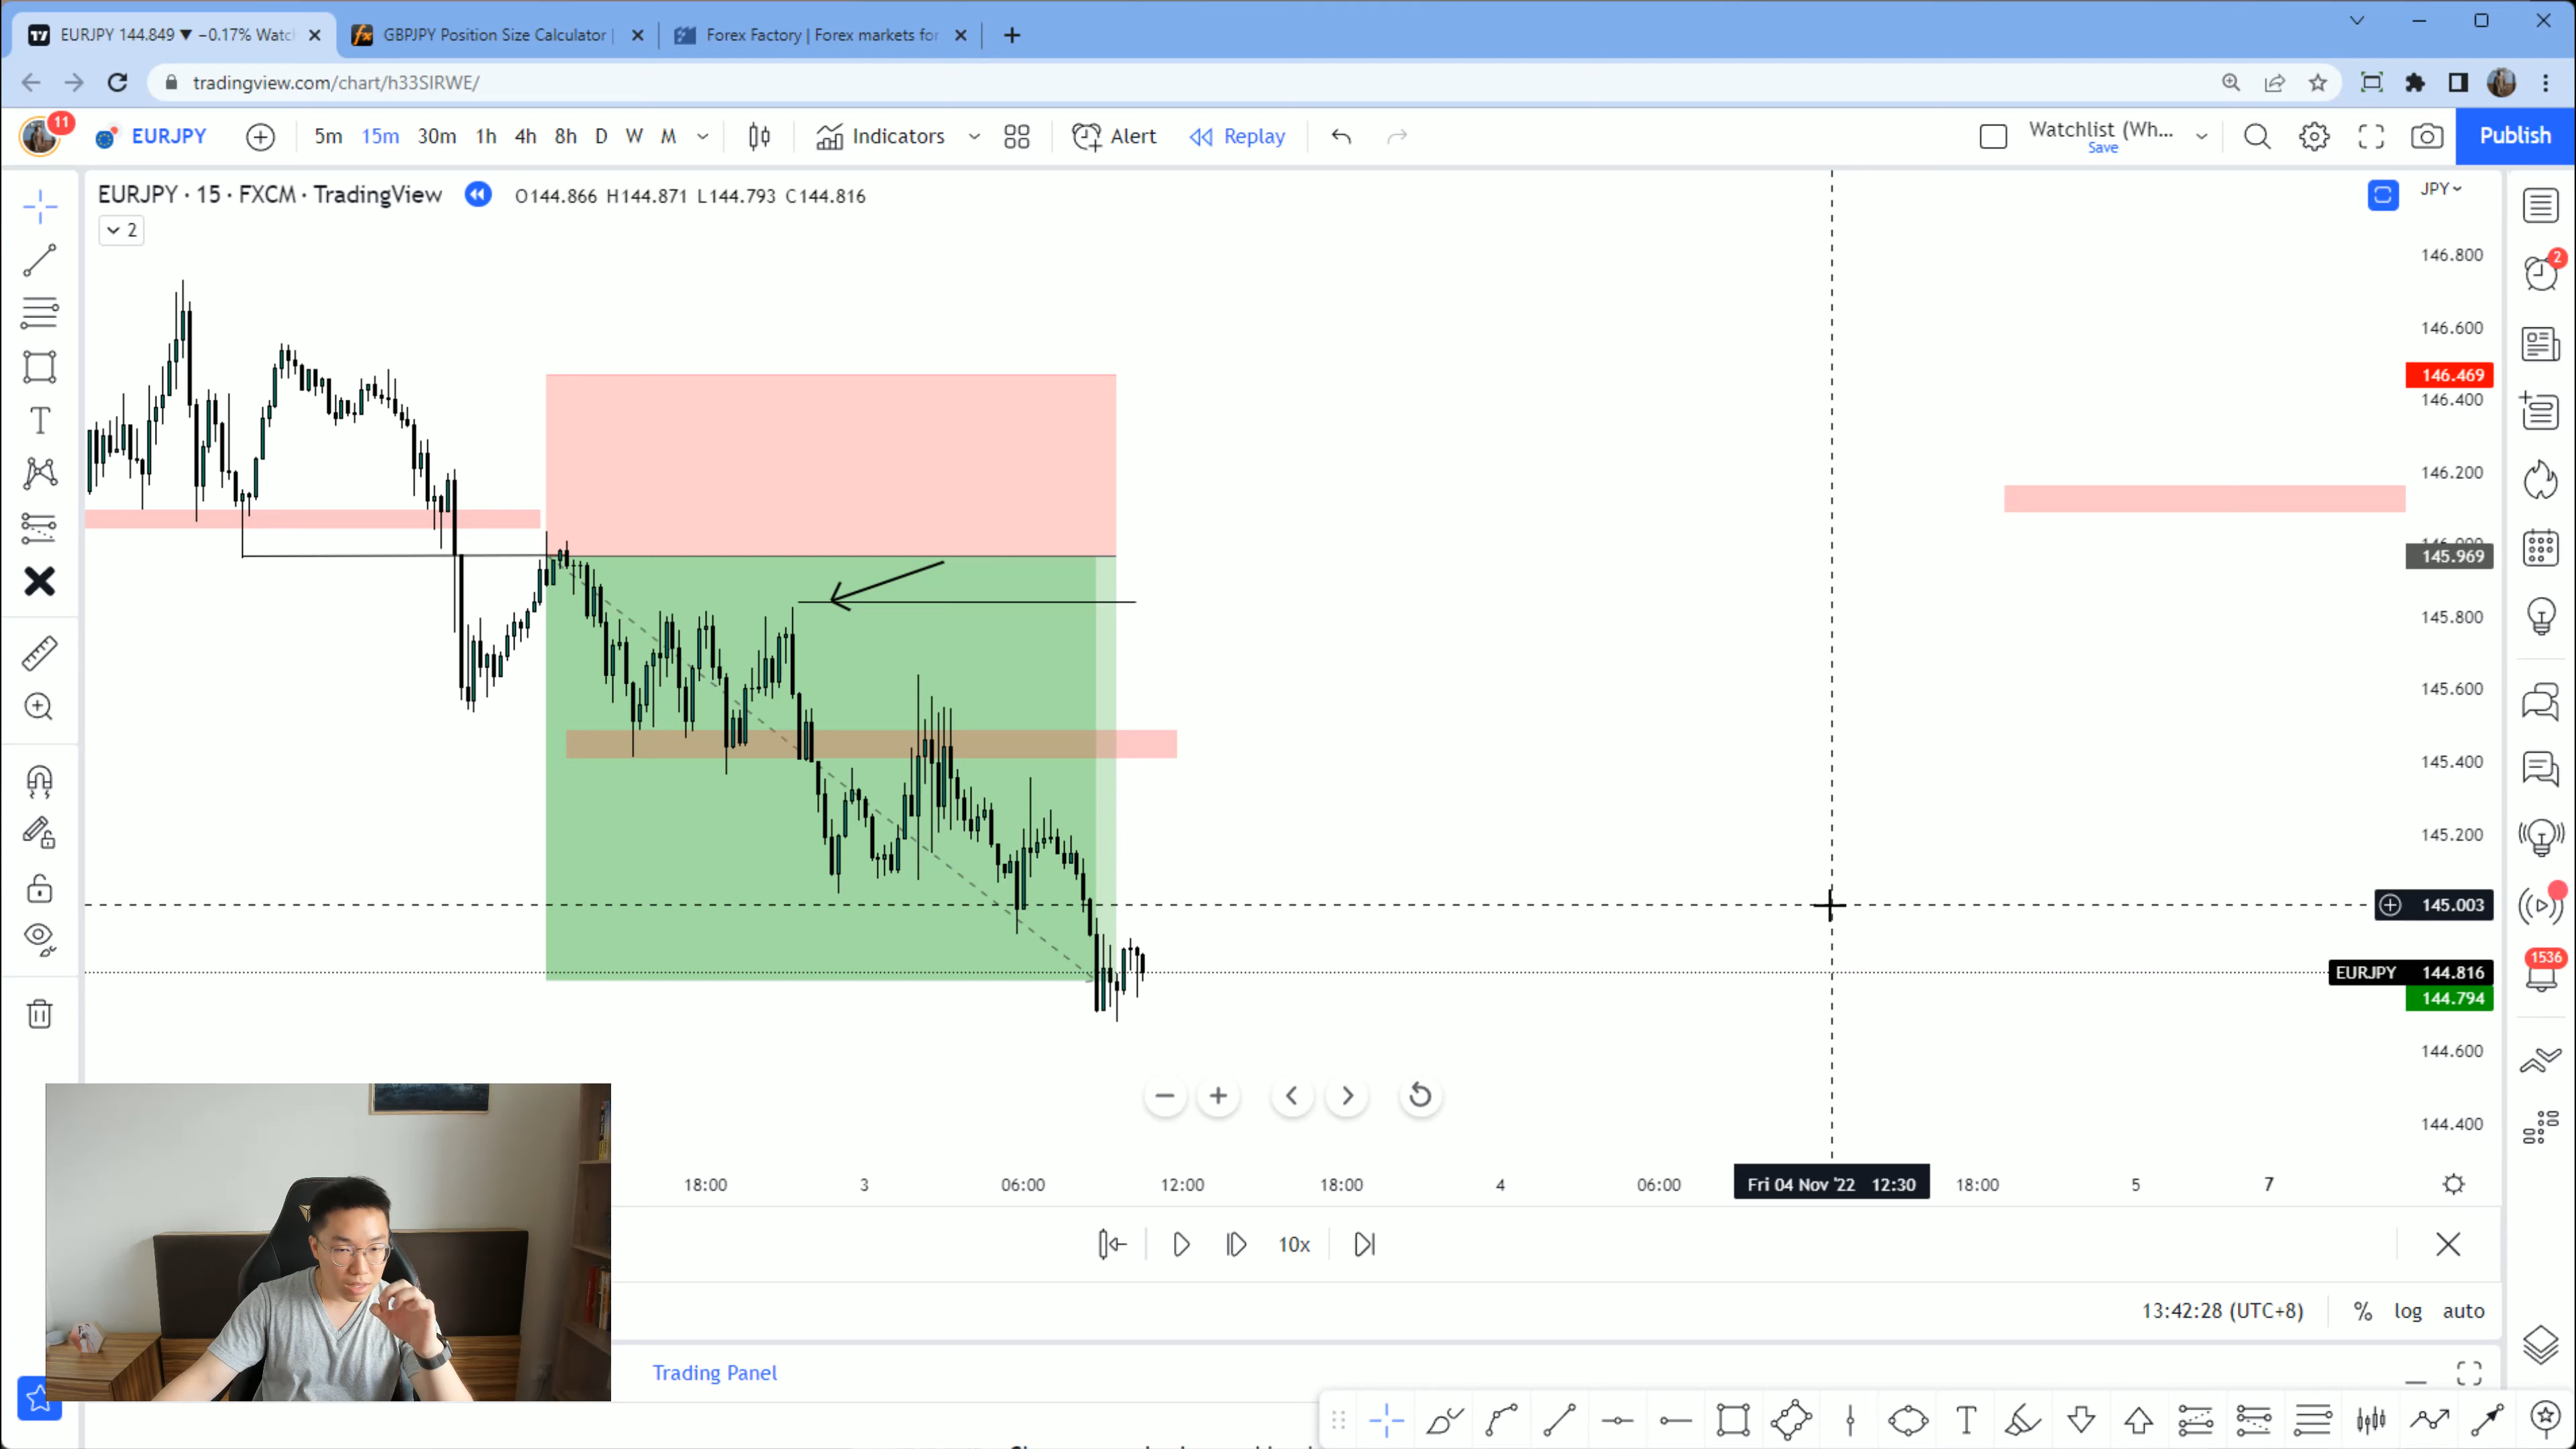 EURJPY 144.849 ▼ −0.17% Watc
GBPJPY Position Size Calculator |
Forex Factory | Forex markets for
tradingview.com/chart/h33SIRWE/
11
EURJPY
5m 15m 30m 1h 4h 8h D W M
Indicators
Alert
Replay
Watchlist (Wh...
Save
Publish
EURJPY · 15 · FXCM · TradingView
O144.866 H144.871 L144.793 C144.816
2
JPY
146.800
146.600
146.469
146.400
146.200
145.969
145.800
145.600
145.400
145.200
145.003
EURJPY 144.816
144.794
144.600
144.400
2
1536
18:00 3 06:00 12:00 18:00 4 06:00 Fri 04 Nov '22 12:30 18:00 5 7
10x
13:42:28 (UTC+8) % log auto
Trading Panel